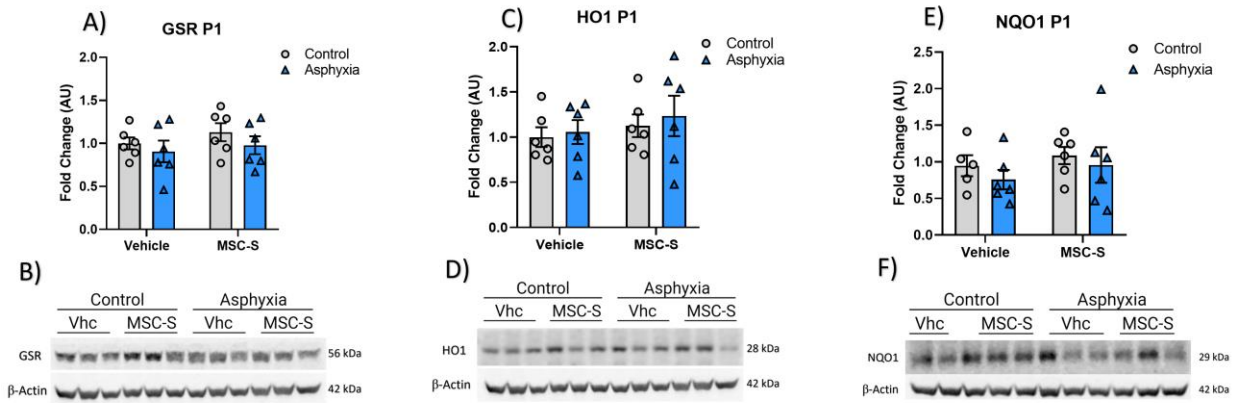 A)
GSR P1
Control
Asphyxia
Fold Change (AU)
2.0
1.5
1.0
0.5
0.0
Vehicle
MSC-S
B)
Control
Asphyxia
Vhc
MSC-S
Vhc
MSC-S
GSR
56 kDa
β-Actin
42 kDa
C)
HO1 P1
Control
Asphyxia
Fold Change (AU)
2.0
1.5
1.0
0.5
0.0
Vehicle
MSC-S
D)
Control
Asphyxia
Vhc
MSC-S
Vhc
MSC-S
HO1
28 kDa
β-Actin
42 kDa
E)
NQO1 P1
Control
Asphyxia
Fold Change (AU)
2.5
2.0
1.5
1.0
0.5
0.0
Vehicle
MSC-S
F)
Control
Asphyxia
Vhc
MSC-S
Vhc
MSC-S
NQO1
29 kDa
β-Actin
42 kDa